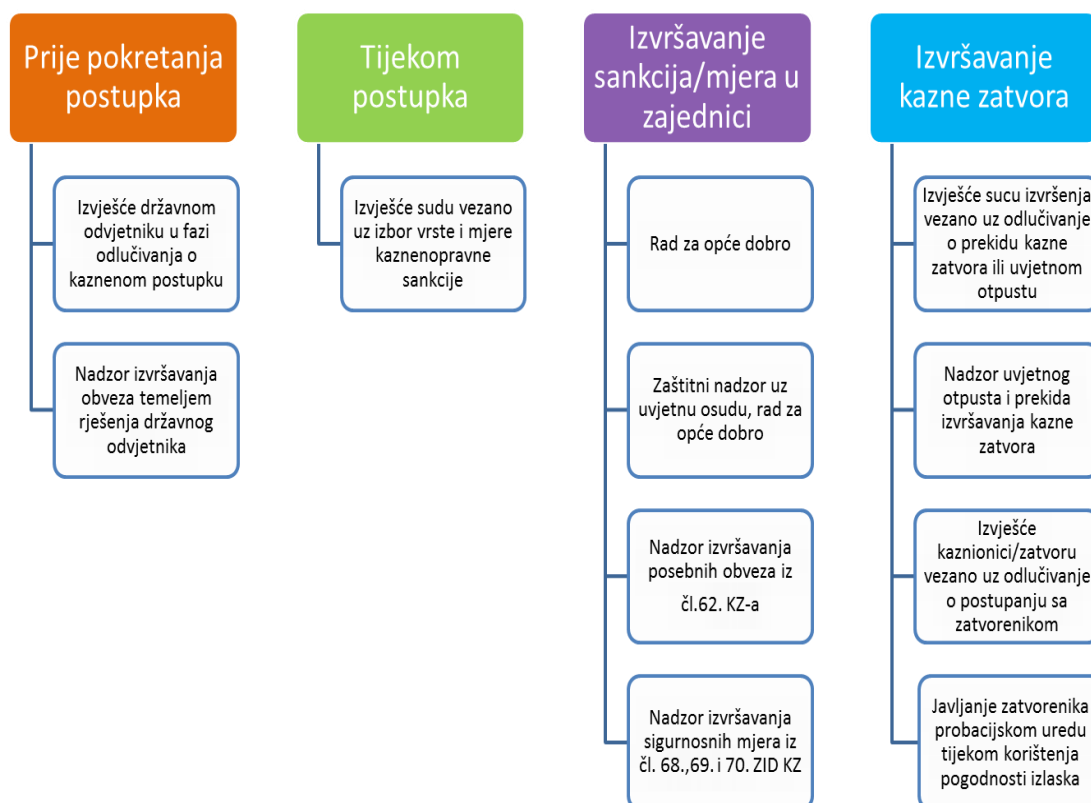 Prije pokretanja
postupka
Izvješće državnom
odvjetniku u fazi
odlučivanja o
kaznenom postupku
Nadzor izvršavanja
obveza temeljem
rješenja državnog
odvjetnika
Tijekom
postupka
Izvješće sudu vezano
uz izbor vrste i mjere
kaznenopravne
sankcije
Izvršavanje
sankcija/mjera u
zajednici
Rad za opće dobro
Zaštitni nadzor uz
uvjetnu osudu, rad za
opće dobro
Nadzor izvršavanja
posebnih obveza iz
čl.62. KZ-a
Nadzor izvršavanja
sigurnosnih mjera iz
čl. 68.,69. i 70. ZID KZ
Izvršavanje
kazne zatvora
Izvješće sucu izvršenja
vezano uz odlučivanje
o prekidu kazne
zatvora ili uvjetnom
otpustu
Nadzor uvjetnog
otpusta i prekida
izvršavanja kazne
zatvora
Izvješće
kaznionici/zatvoru
vezano uz odlučivanje
o postupanju sa
zatvorenikom
Javljanje zatvorenika
probacijskom uredu
tijekom korištenja
pogodnosti izlaska